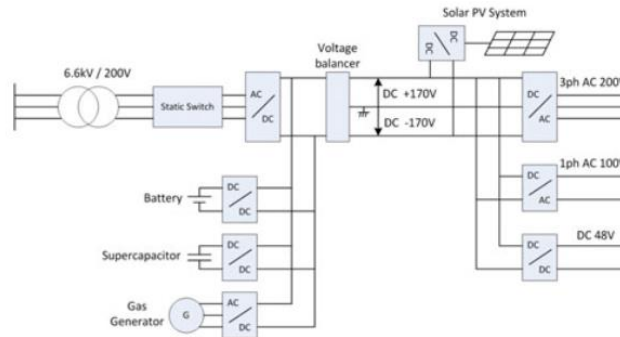 Solar PV System
DC
DC
Voltage
balancer
6.6kV / 200V
Static Switch
AC
DC
DC +170V
DC -170V
DC
AC
3ph AC 200V
DC
AC
1ph AC 100V
Battery
DC
DC
DC
DC
DC 48V
Supercapacitor
DC
DC
Gas
Generator
G
AC
DC